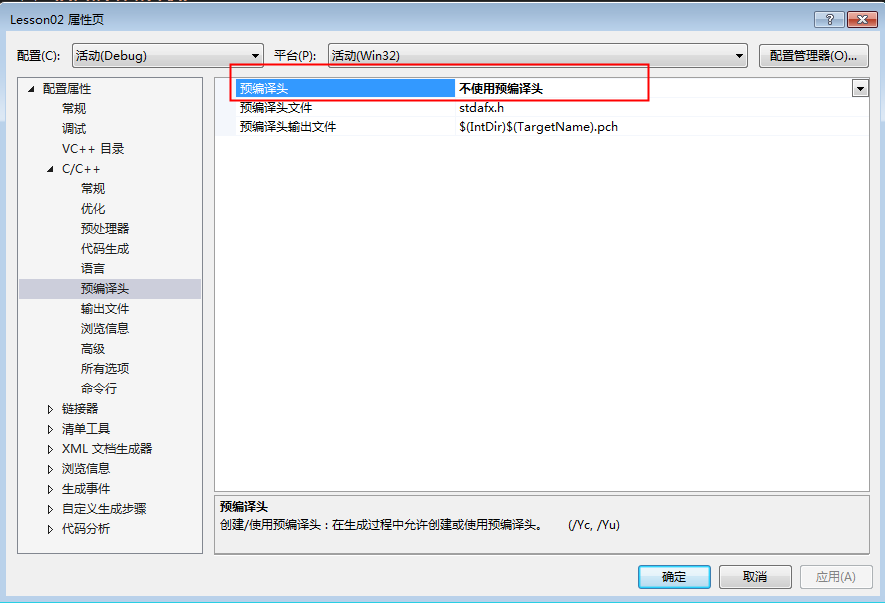 Lesson02 属性页
配置(C): 活动(Debug) 平台(P): 活动(Win32) 配置管理器(O)...
配置属性
常规
调试
VC++ 目录
C/C++
常规
优化
预处理器
代码生成
语言
预编译头
输出文件
浏览信息
高级
所有选项
命令行
链接器
清单工具
XML 文档生成器
浏览信息
生成事件
自定义生成步骤
代码分析
预编译头 不使用预编译头
预编译头文件 stdafx.h
预编译头输出文件 $(IntDir)$(TargetName).pch
预编译头
创建/使用预编译头：在生成过程中允许创建或使用预编译头。 (/Yc, /Yu)
确定 取消 应用(A)